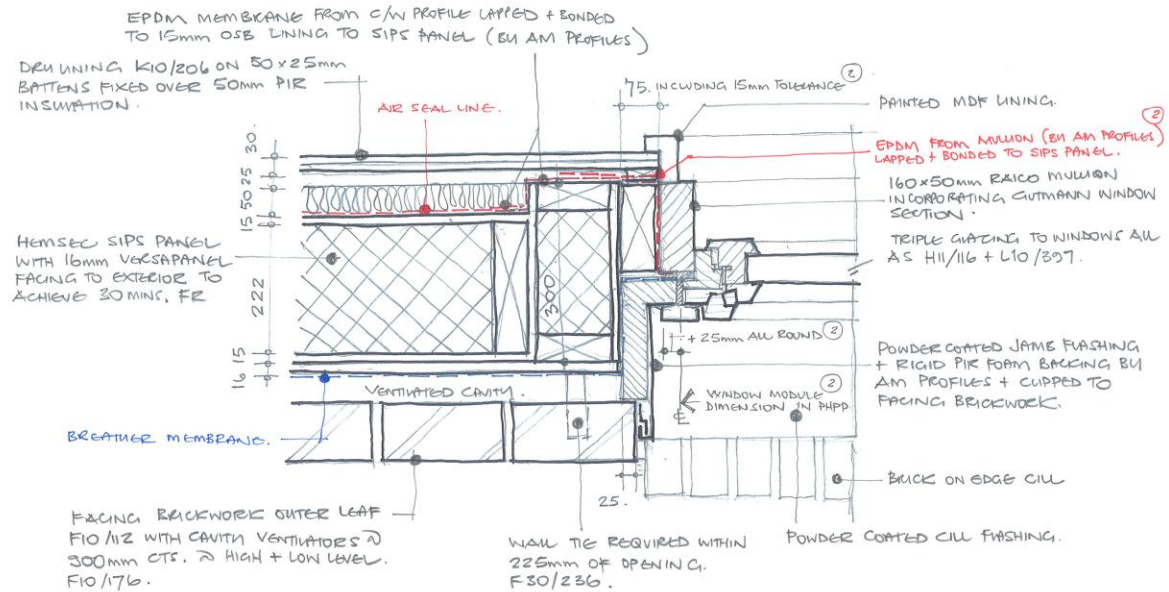 EPDM MEMBRANE FROM C/W PROFILE LAPPED + BONDED
TO 15mm OSB LINING TO SIPS PANEL (BY AM PROFILES)
DRY LINING K10/206 ON 50x25mm
BATTENS FIXED OVER 50mm PIR
INSULATION.
AIR SEAL LINE.
75. INCLUDING 15mm TOLERANCE (2)
PAINTED MDF LINING.
(2)
EPDM FROM MULLION (BY AM PROFILES)
LAPPED + BONDED TO SIPS PANEL.
160x50mm RAICO MULLION
INCORPORATING GUTMANN WINDOW
SECTION.
TRIPLE GLAZING TO WINDOWS ALL
AS H11/116 + L10/397.
30.
25
50
15
222
15
16
HEMSEC SIPS PANEL
WITH 16mm VERSAPANEL
FACING TO EXTERIOR TO
ACHIEVE 30 MINS. FR
300
+25mm ALL ROUND (2)
WINDOW MODULE (2)
DIMENSION IN PHPP
POWDER COATED JAMB FLASHING
+ RIGID PIR FOAM BACKING BY
AM PROFILES + CLIPPED TO
FACING BRICKWORK.
VENTILATED CAVITY.
BREATHER MEMBRANE.
25.
BRICK ON EDGE CILL
FACING BRICKWORK OUTER LEAF
F10/112 WITH CAVITY VENTILATORS @
900mm CTS. @ HIGH + LOW LEVEL.
F10/176.
WALL TIE REQUIRED WITHIN
225mm OF OPENING.
F30/236.
POWDER COATED CILL FLASHING.